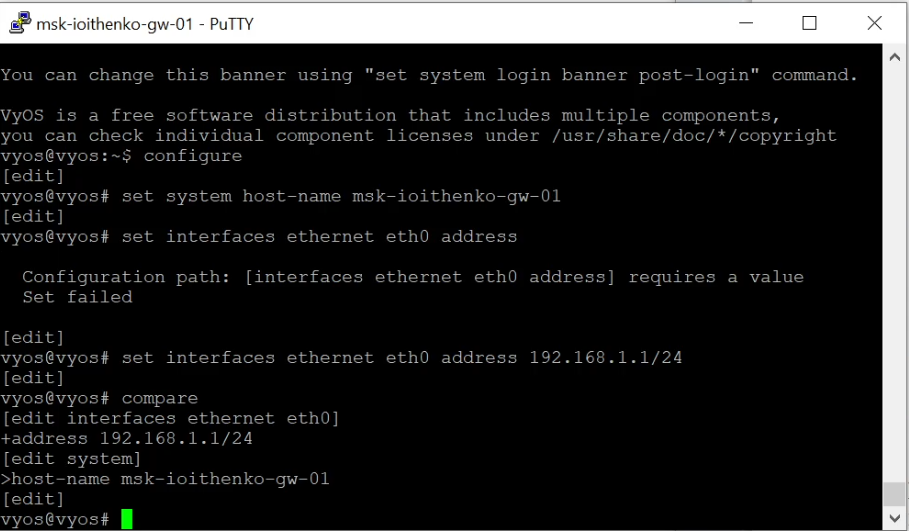 msk-ioithenko-gw-01 - PuTTY
You can change this banner using "set system login banner post-login" command.
VyOS is a free software distribution that includes multiple components,
you can check individual component licenses under /usr/share/doc/*/copyright
vyos@vyos:~$ configure
[edit]
vyos@vyos# set system host-name msk-ioithenko-gw-01
[edit]
vyos@vyos# set interfaces ethernet eth0 address
Configuration path: [interfaces ethernet eth0 address] requires a value
Set failed
[edit]
vyos@vyos# set interfaces ethernet eth0 address 192.168.1.1/24
[edit]
vyos@vyos# compare
[edit interfaces ethernet eth0]
+address 192.168.1.1/24
[edit system]
>host-name msk-ioithenko-gw-01
[edit]
vyos@vyos#